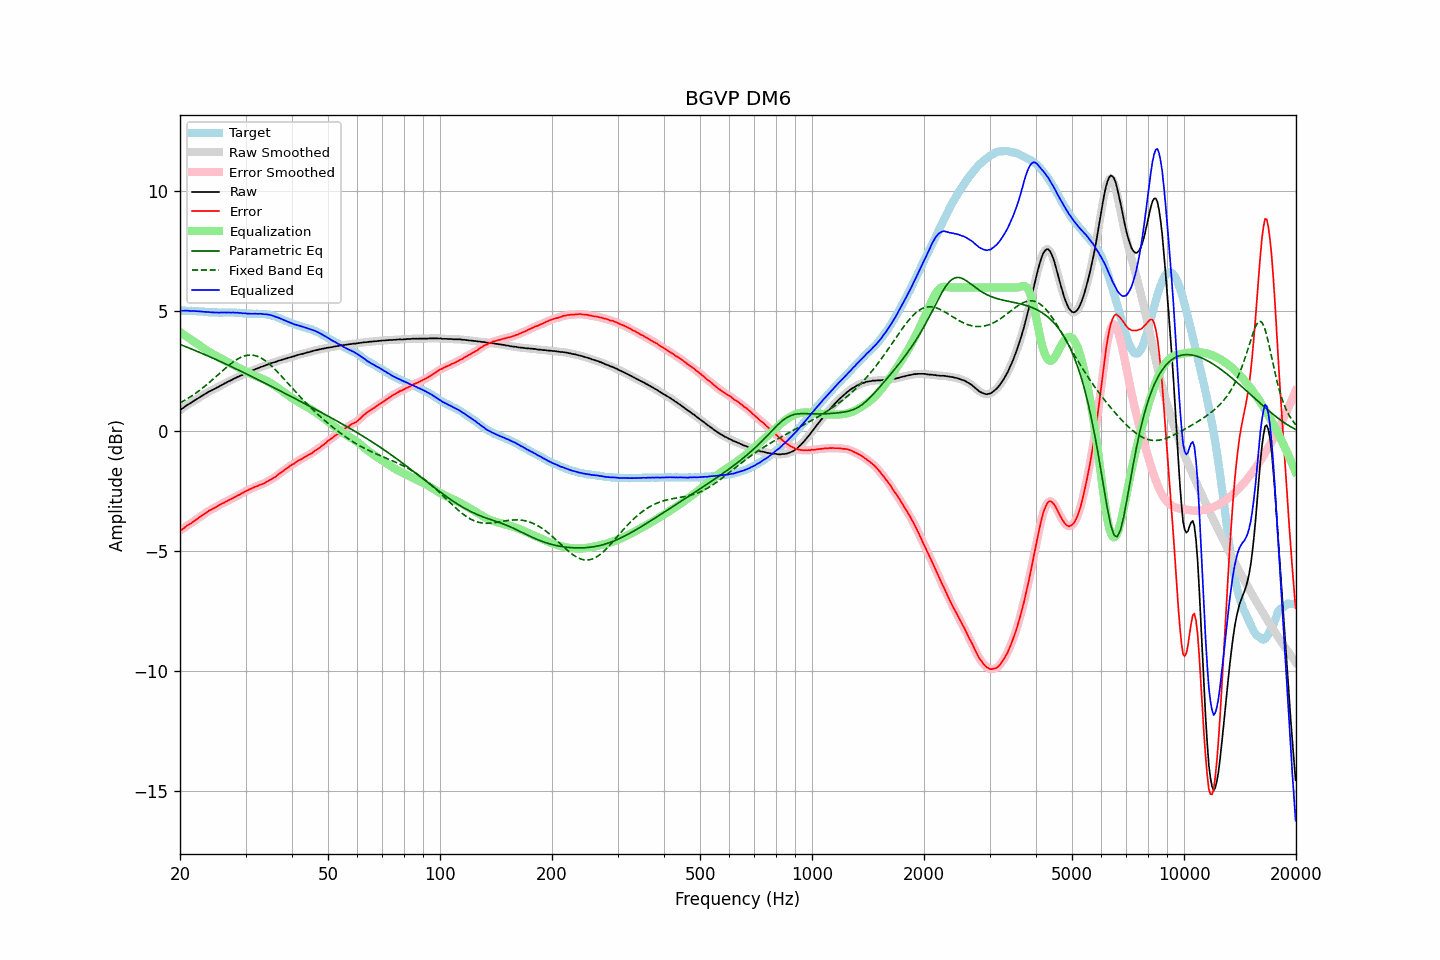 BGVP DM6
Target
Raw Smoothed
Error Smoothed
Raw
Error
Equalization
Parametric Eq
Fixed Band Eq
Equalized
10
5
0
−5
−10
−15
Amplitude (dBr)
20
50
100
200
500
1000
2000
5000
10000
20000
Frequency (Hz)